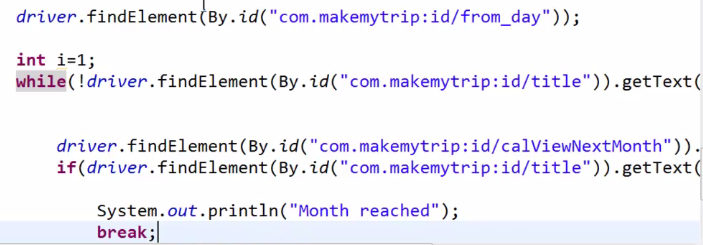 driver.findElement(By.id("com.makemytrip:id/from_day"));
int i=1;
while(!driver.findElement(By.id("com.makemytrip:id/title")).getText(
driver.findElement(By.id("com.makemytrip:id/calViewNextMonth")).
if(driver.findElement(By.id("com.makemytrip:id/title")).getText(
System.out.println("Month reached");
break;